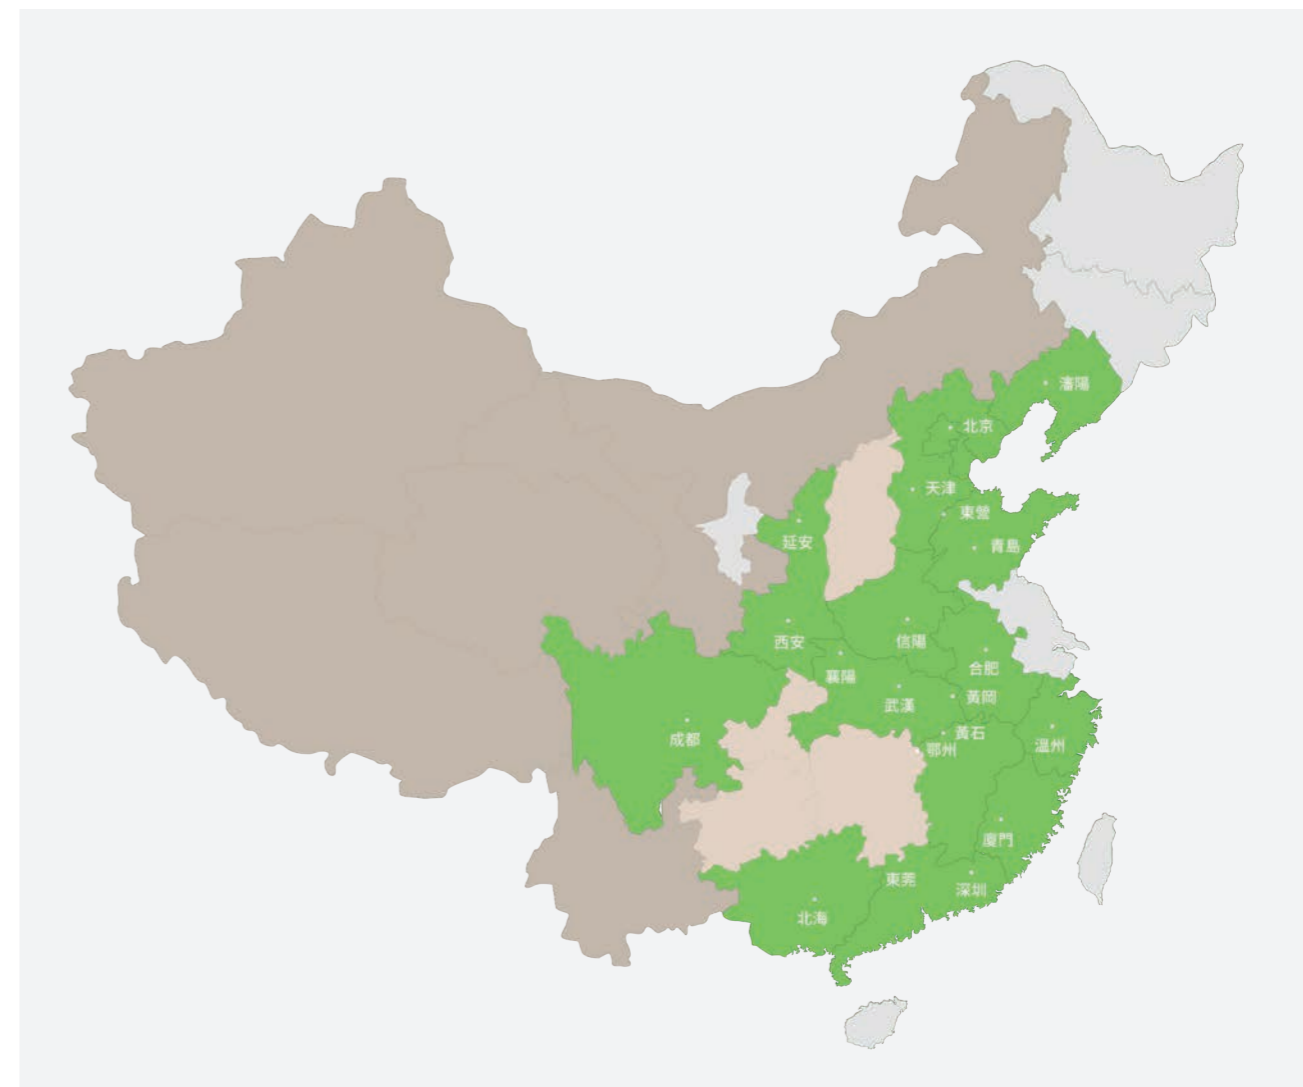 瀋陽
北京
天津
東營
青島
延安
西安
信陽
襄陽
合肥
武漢
黃岡
成都
黃石
鄂州
溫州
廈門
東莞
深圳
北海